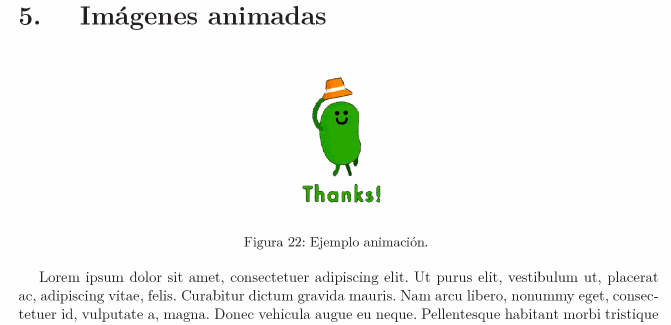 5. Imágenes animadas
Thanks!
Figura 22: Ejemplo animación.
Lorem ipsum dolor sit amet, consectetuer adipiscing elit. Ut purus elit, vestibulum ut, placerat
ac, adipiscing vitae, felis. Curabitur dictum gravida mauris. Nam arcu libero, nonummy eget, consec-
tetuer id, vulputate a, magna. Donec vehicula augue eu neque. Pellentesque habitant morbi tristique